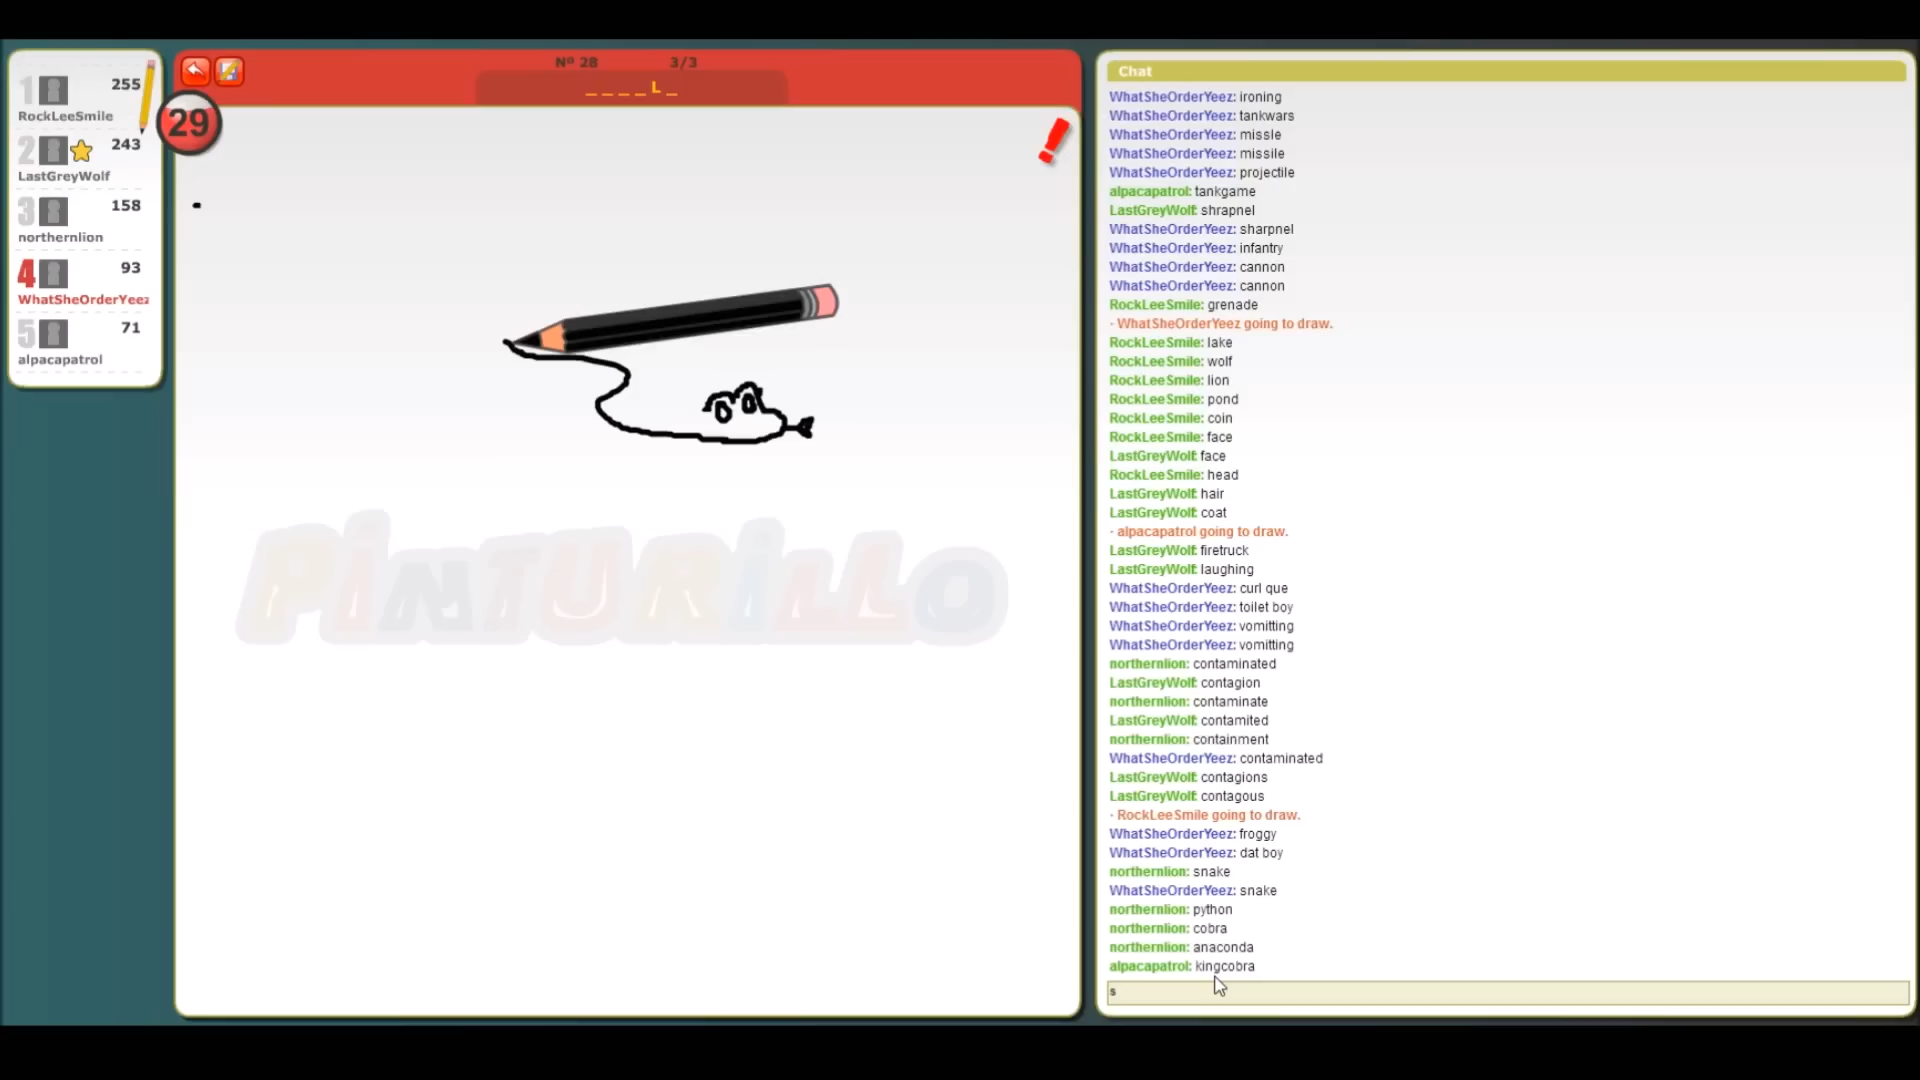 1 255
RockLeeSmile
2 243
LastGreyWolf
3 158
northernlion
4 93
WhatSheOrderYeez
5 71
alpacapatrol
29
Nº 28 3/3
_ _ _ _ L _
!
PINTURILLO
Chat
WhatSheOrderYeez: ironing
WhatSheOrderYeez: tankwars
WhatSheOrderYeez: missle
WhatSheOrderYeez: missile
WhatSheOrderYeez: projectile
alpacapatrol: tankgame
LastGreyWolf: shrapnel
WhatSheOrderYeez: sharpnel
WhatSheOrderYeez: infantry
WhatSheOrderYeez: cannon
WhatSheOrderYeez: cannon
RockLeeSmile: grenade
· WhatSheOrderYeez going to draw.
RockLeeSmile: lake
RockLeeSmile: wolf
RockLeeSmile: lion
RockLeeSmile: pond
RockLeeSmile: coin
RockLeeSmile: face
LastGreyWolf: face
RockLeeSmile: head
LastGreyWolf: hair
LastGreyWolf: coat
· alpacapatrol going to draw.
LastGreyWolf: firetruck
LastGreyWolf: laughing
WhatSheOrderYeez: curl que
WhatSheOrderYeez: toilet boy
WhatSheOrderYeez: vomitting
WhatSheOrderYeez: vomitting
northernlion: contaminated
LastGreyWolf: contagion
northernlion: contaminate
LastGreyWolf: contamited
northernlion: containment
WhatSheOrderYeez: contaminated
LastGreyWolf: contagions
LastGreyWolf: contagous
· RockLeeSmile going to draw.
WhatSheOrderYeez: froggy
WhatSheOrderYeez: dat boy
northernlion: snake
WhatSheOrderYeez: snake
northernlion: python
northernlion: cobra
northernlion: anaconda
alpacapatrol: kingcobra
s